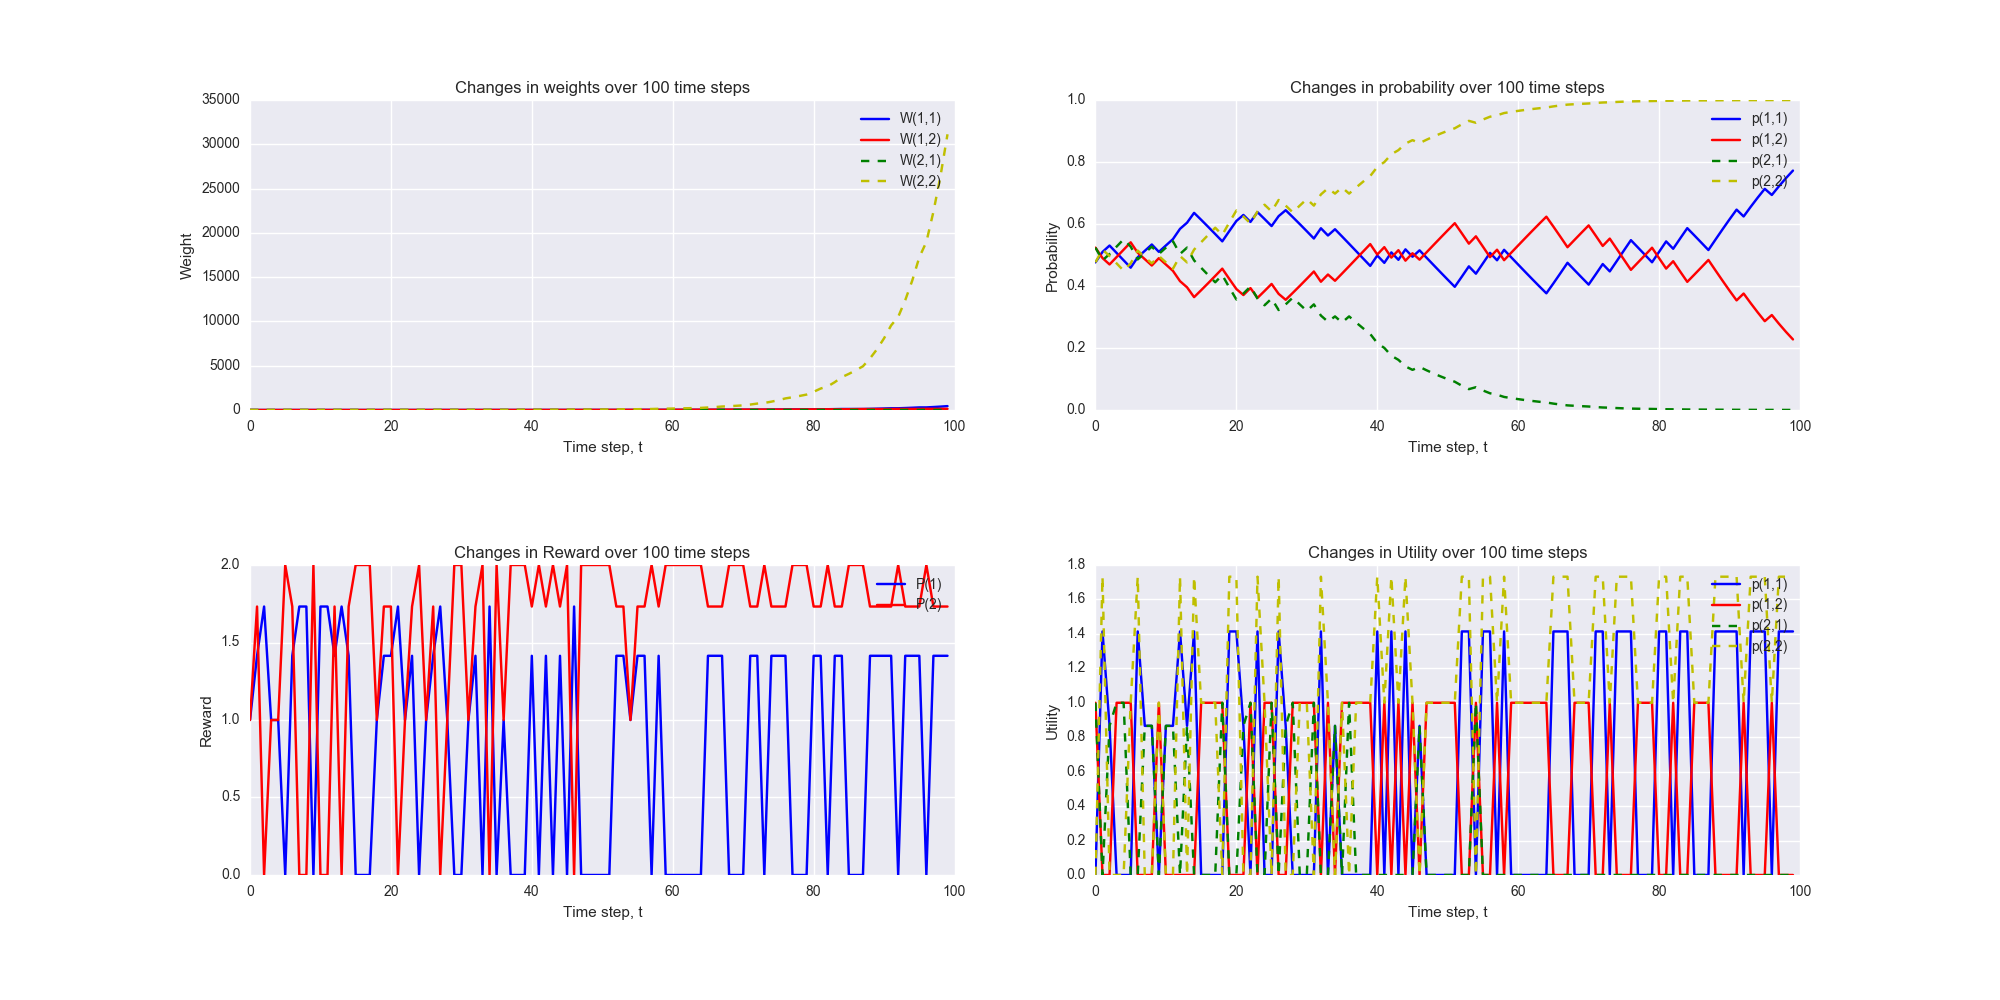 Changes in weights over 100 time steps
35000
30000
25000
20000
15000
10000
5000
0
Weight
W(1,1)
W(1,2)
W(2,1)
W(2,2)
0 20 40 60 80 100
Time step, t
Changes in probability over 100 time steps
1.0
0.8
0.6
0.4
0.2
0.0
Probability
p(1,1)
p(1,2)
p(2,1)
p(2,2)
0 20 40 60 80 100
Time step, t
Changes in Reward over 100 time steps
2.0
1.5
1.0
0.5
0.0
Reward
P(1)
P(2)
0 20 40 60 80 100
Time step, t
Changes in Utility over 100 time steps
1.8
1.6
1.4
1.2
1.0
0.8
0.6
0.4
0.2
0.0
Utility
p(1,1)
p(1,2)
p(2,1)
p(2,2)
0 20 40 60 80 100
Time step, t